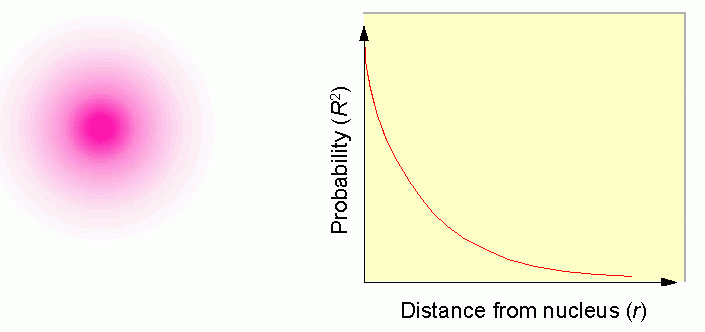 Probability (R²)
Distance from nucleus (r)